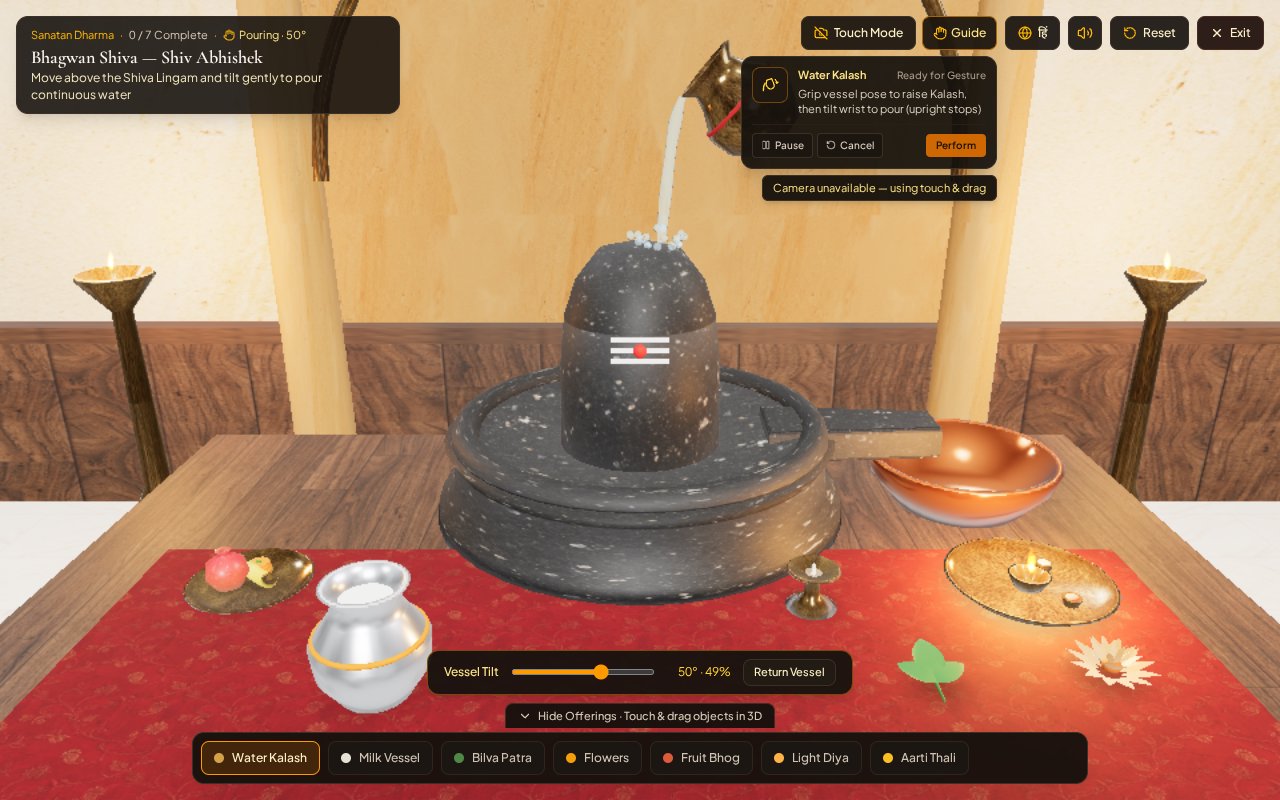 Sanatan Dharma · 0 / 7 Complete · Pouring · 50°
Bhagwan Shiva — Shiv Abhishek
Move above the Shiva Lingam and tilt gently to pour
continuous water
Touch Mode
Guide
हिं
Reset
Exit
Water Kalash
Ready for Gesture
Grip vessel pose to raise Kalash,
then tilt wrist to pour (upright stops)
Pause
Cancel
Perform
Camera unavailable — using touch & drag
Vessel Tilt
50° · 49%
Return Vessel
Hide Offerings · Touch & drag objects in 3D
Water Kalash
Milk Vessel
Bilva Patra
Flowers
Fruit Bhog
Light Diya
Aarti Thali